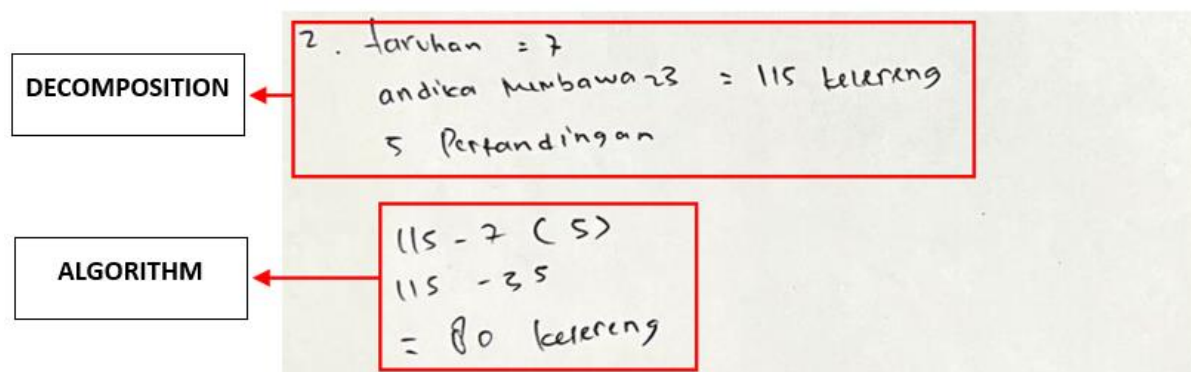 DECOMPOSITION
2. taruhan = 7
andika membawa 23 = 115 kelereng
5 Pertandingan
ALGORITHM
115 - 7 (5)
115 - 35
= 80 kelereng